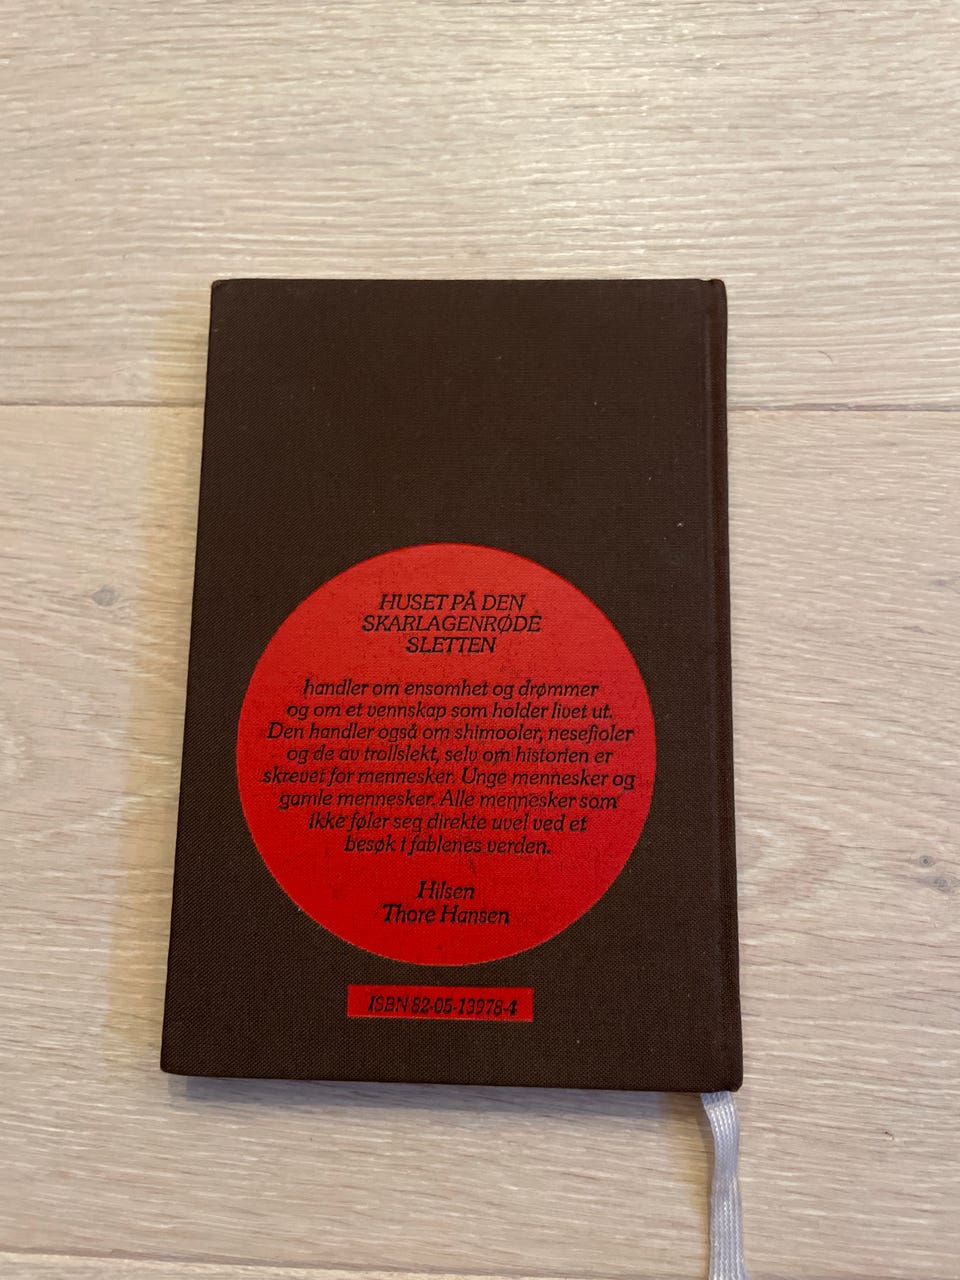 HUSET PÅ DEN
SKARLAGENRØDE
SLETTEN
handler om ensomhet og drømmer
og om et vennskap som holder livet ut.
Den handler også om shimooler, nesefioler
og de av trollslekt, selv om historien er
skrevet for mennesker. Unge mennesker og
gamle mennesker. Alle mennesker som
ikke føler seg direkte uvel ved et
besøk i fablenes verden.
Hilsen
Thore Hansen
ISBN 82-05-13978-4